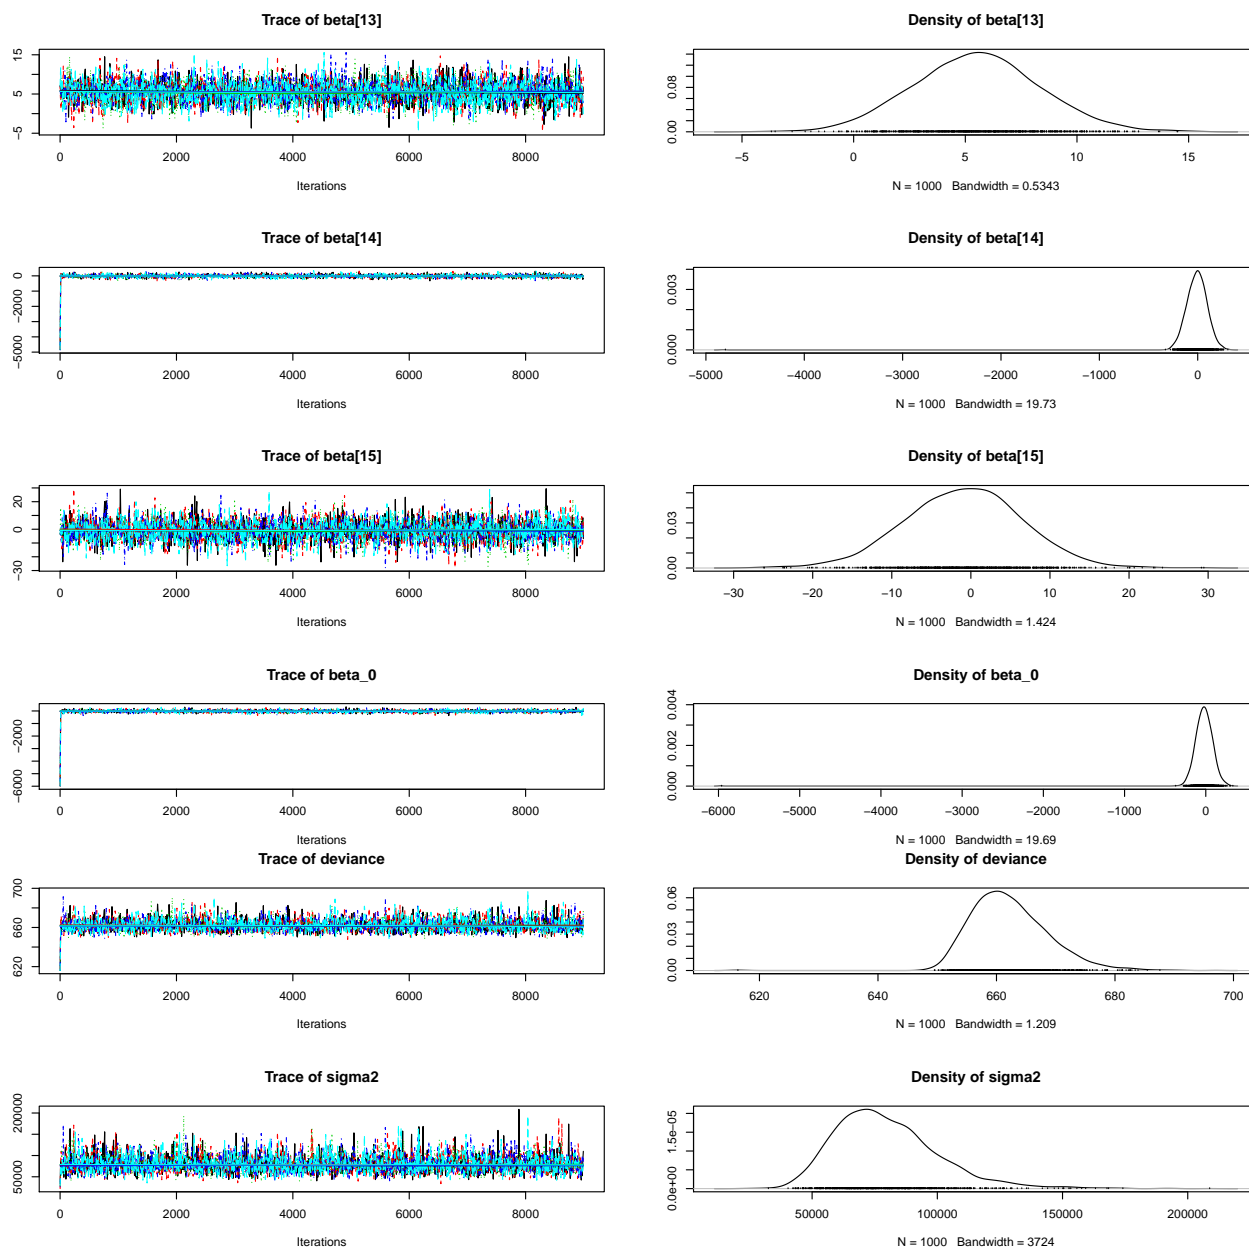 Trace of beta[13]
−5 5 15
0 2000 4000 6000 8000
Iterations
Density of beta[13]
0.00 0.08
−5 0 5 10 15
N = 1000 Bandwidth = 0.5343
Trace of beta[14]
−5000 −2000 0
0 2000 4000 6000 8000
Iterations
Density of beta[14]
0.000 0.003
−5000 −4000 −3000 −2000 −1000 0
N = 1000 Bandwidth = 19.73
Trace of beta[15]
−30 0 20
0 2000 4000 6000 8000
Iterations
Density of beta[15]
0.00 0.03
−30 −20 −10 0 10 20 30
N = 1000 Bandwidth = 1.424
Trace of beta_0
−6000 −2000
0 2000 4000 6000 8000
Iterations
Density of beta_0
0.000 0.002 0.004
−6000 −5000 −4000 −3000 −2000 −1000 0
N = 1000 Bandwidth = 19.69
Trace of deviance
620 660 700
0 2000 4000 6000 8000
Iterations
Density of deviance
0.00 0.03 0.06
620 640 660 680 700
N = 1000 Bandwidth = 1.209
Trace of sigma2
50000 200000
0 2000 4000 6000 8000
Iterations
Density of sigma2
0.0e+00 1.5e−05
50000 100000 150000 200000
N = 1000 Bandwidth = 3724